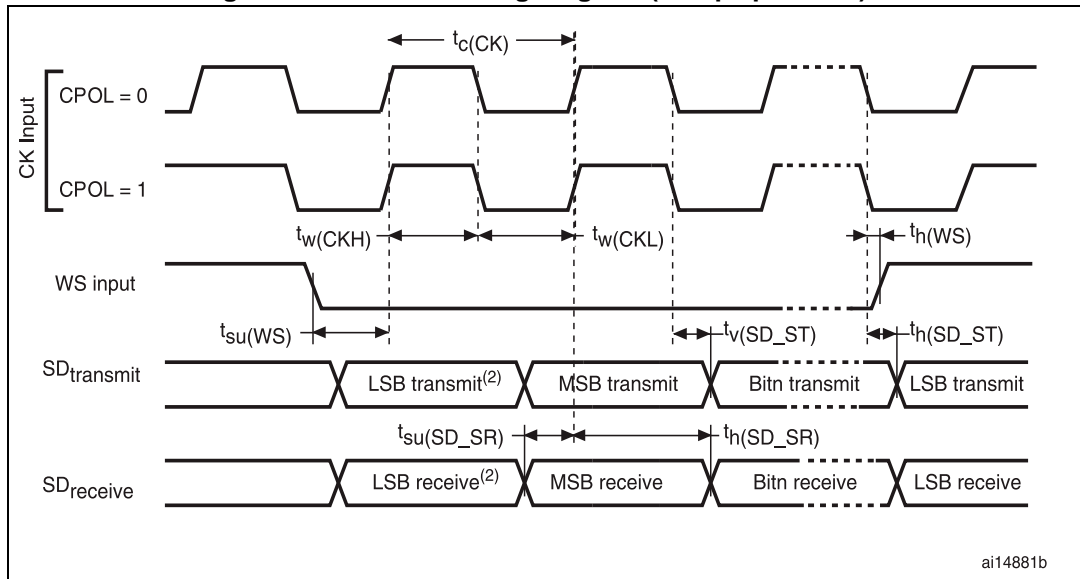 tc(CK)
CK Input
CPOL = 0
CPOL = 1
tw(CKH)
tw(CKL)
th(WS)
WS input
tsu(WS)
tv(SD_ST)
th(SD_ST)
SDtransmit
LSB transmit(2)
MSB transmit
Bitn transmit
LSB transmit
tsu(SD_SR)
th(SD_SR)
SDreceive
LSB receive(2)
MSB receive
Bitn receive
LSB receive
ai14881b